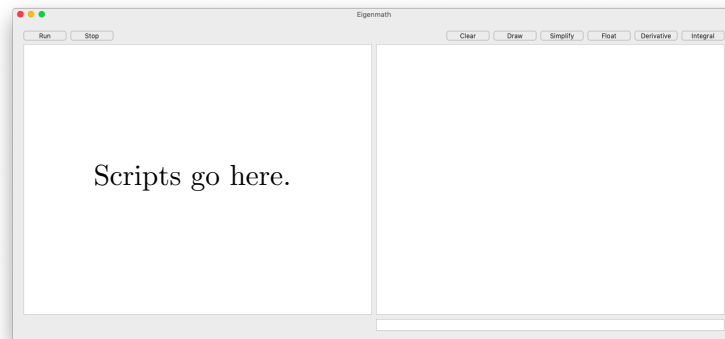 Eigenmath
Run Stop Clear Draw Simplify Float Derivative Integral
Scripts go here.